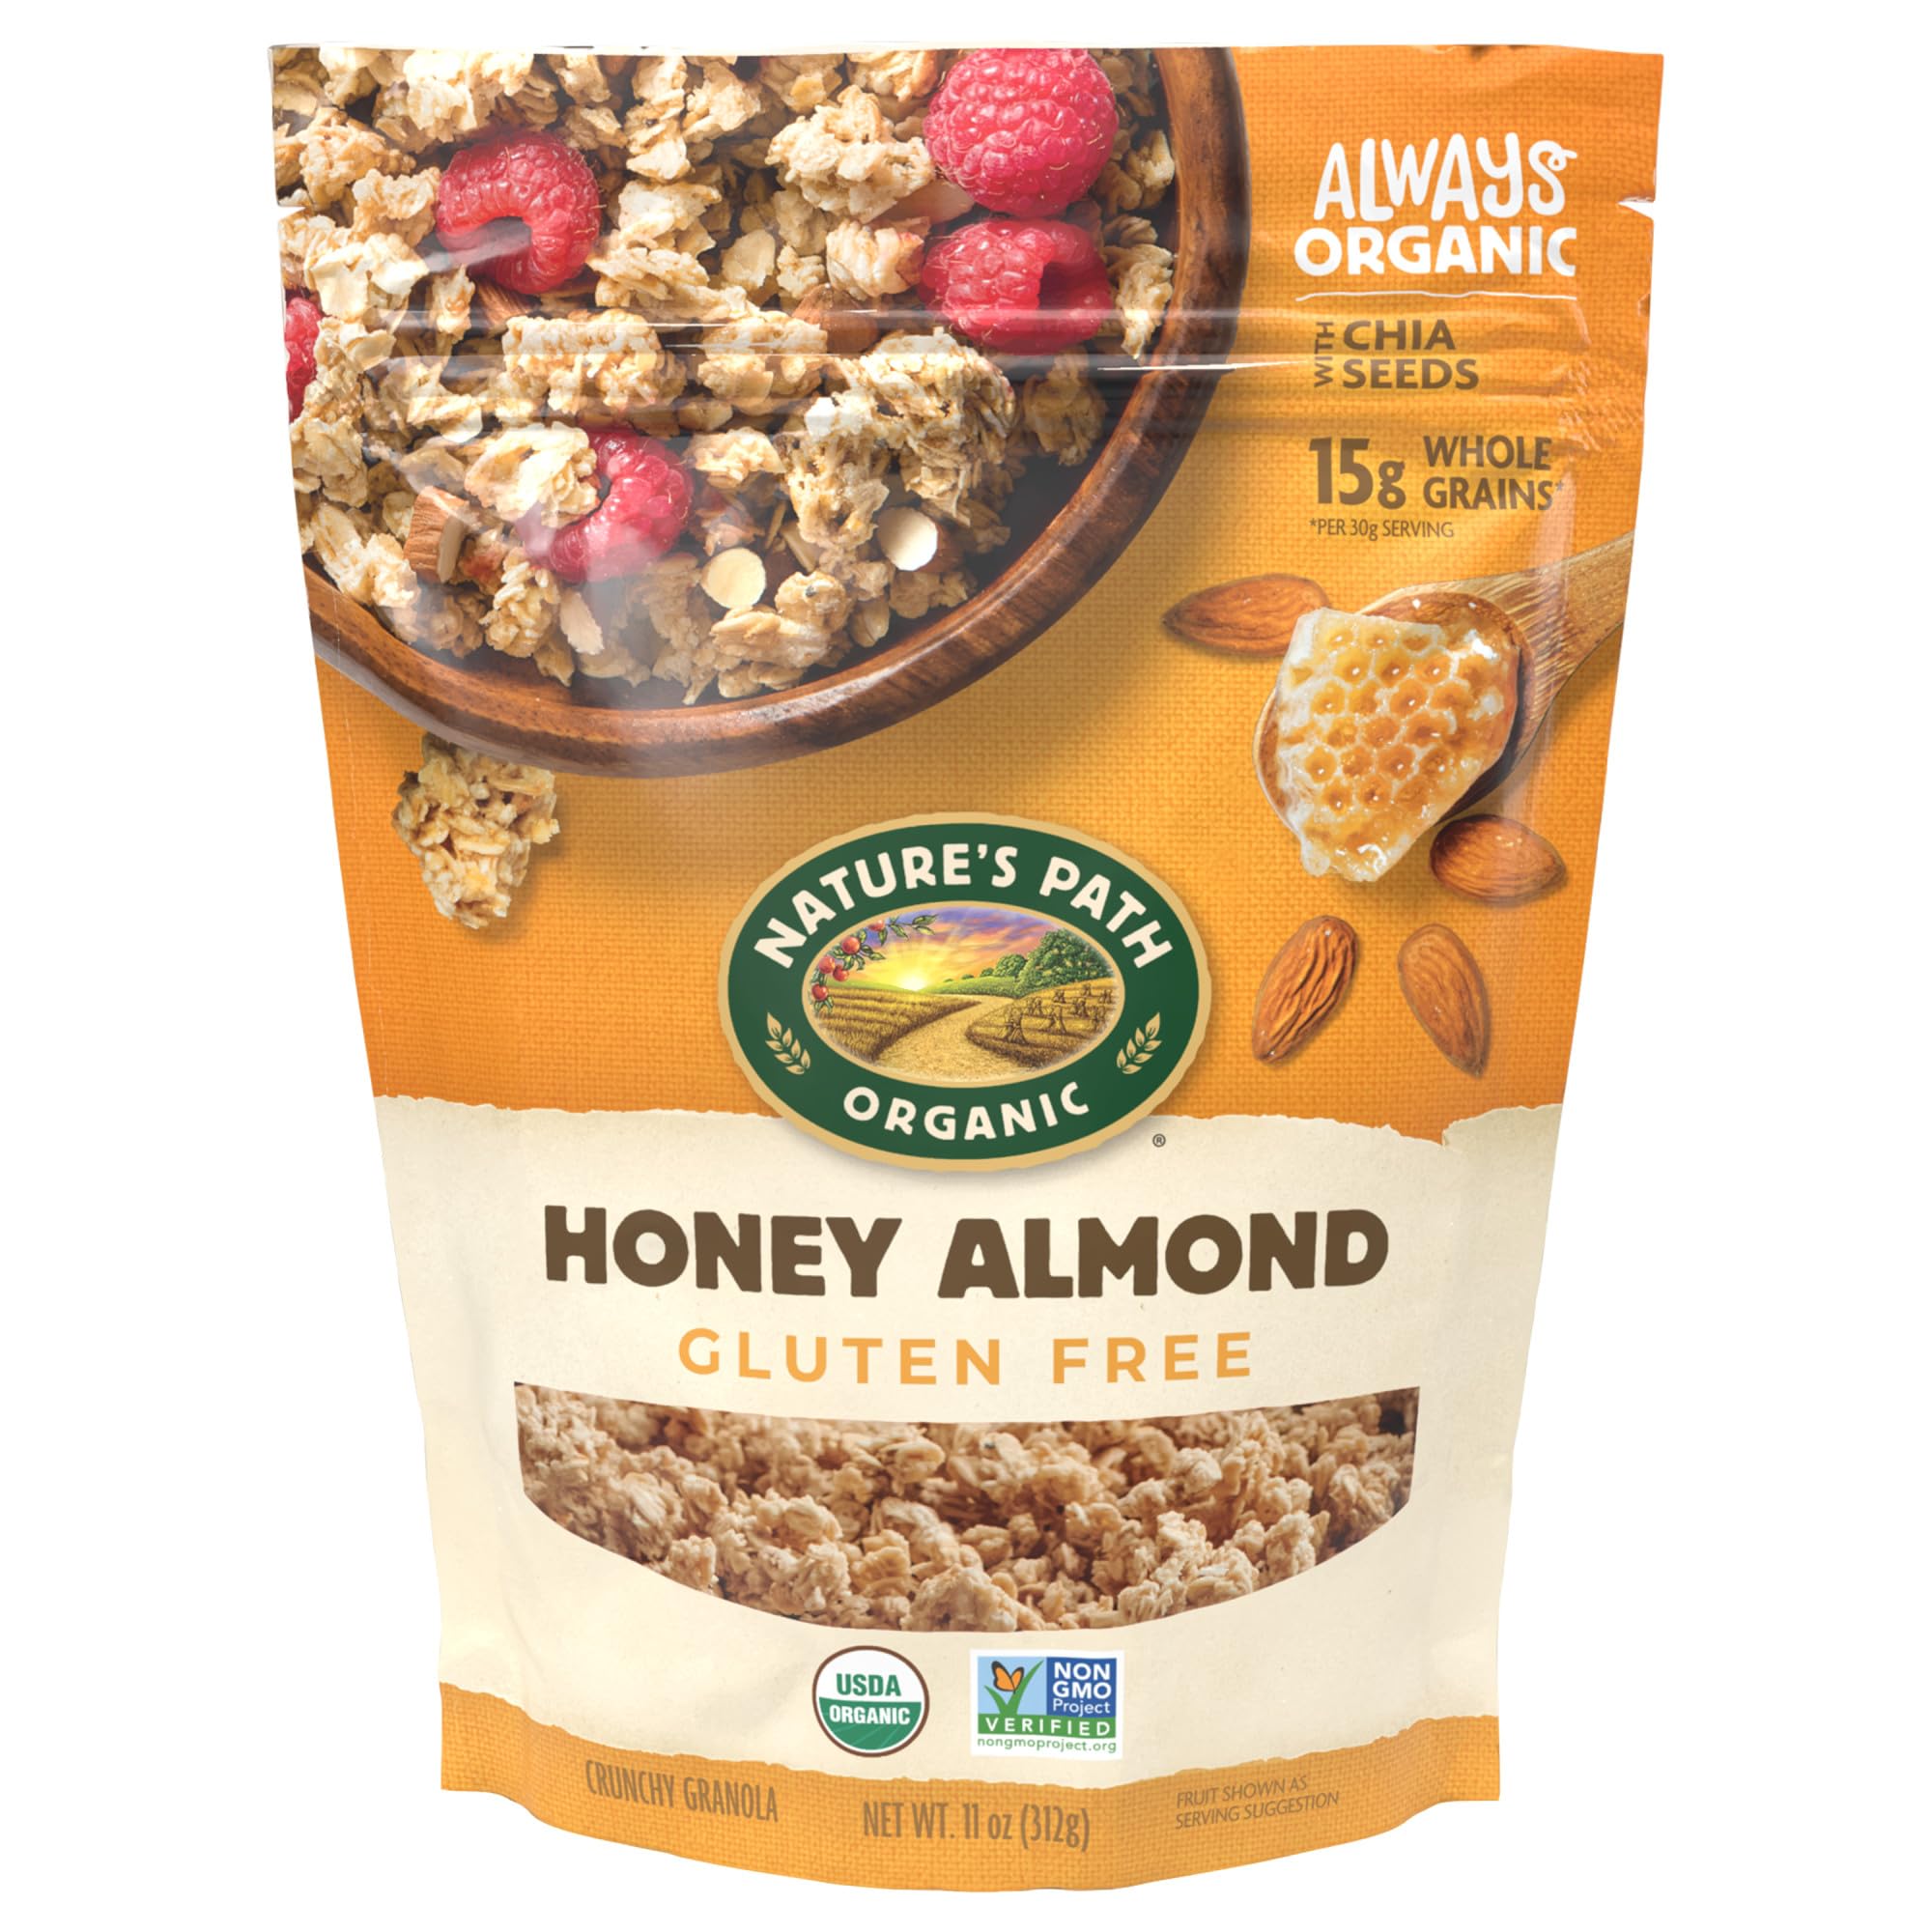 ALWAYS
ORGANIC
WITH
CHIA
SEEDS
15g WHOLE
GRAINS*
*PER 30g SERVING
NATURE'S PATH
ORGANIC
®
HONEY ALMOND
GLUTEN FREE
USDA
ORGANIC
NON
GMO
Project
VERIFIED
nongmoproject.org
CRUNCHY GRANOLA
NET WT. 11 oz (312g)
FRUIT SHOWN AS
SERVING SUGGESTION